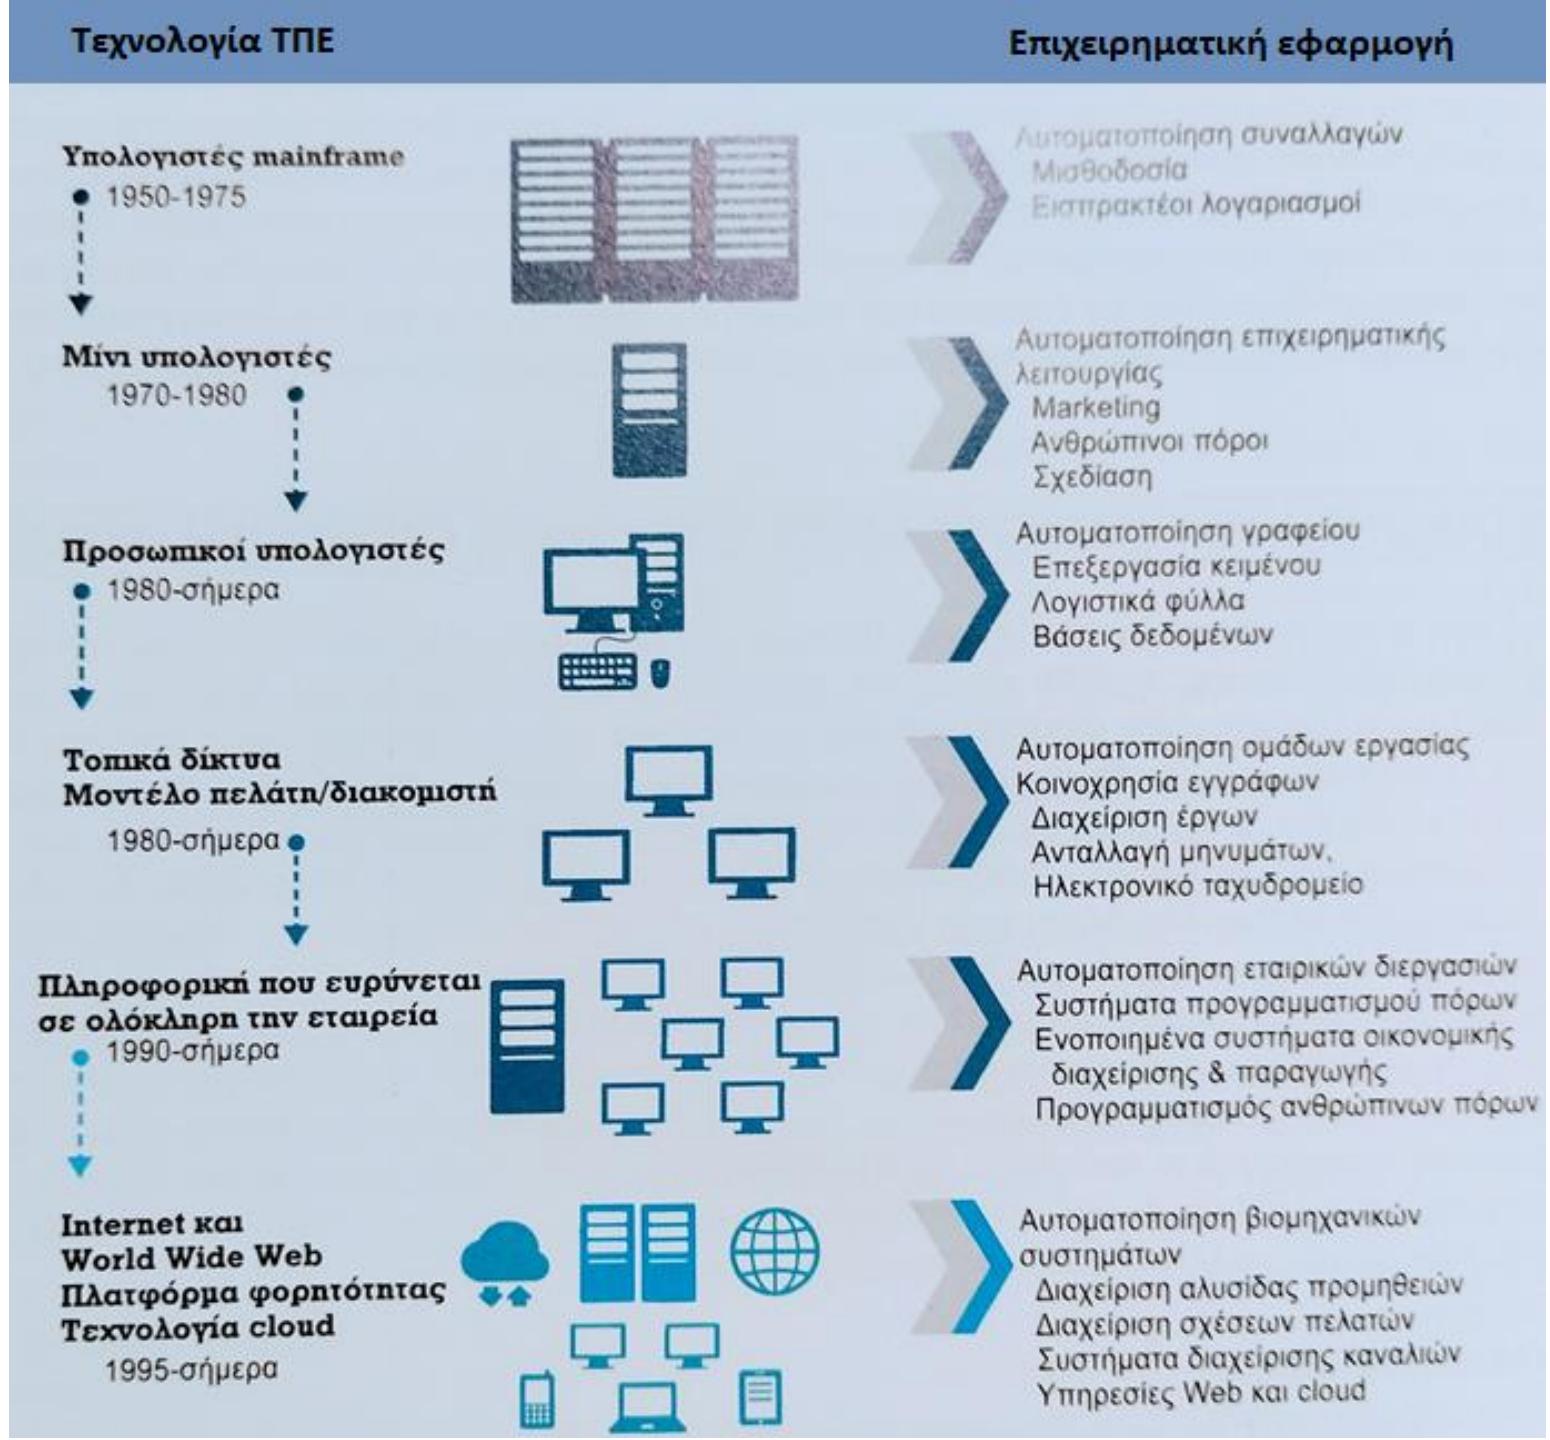 Τεχνολογία ΤΠΕ
Επιχειρηματική εφαρμογή
Υπολογιστές mainframe
1950-1975
Αυτοματοποίηση συναλλαγών
Μισθοδοσία
Εισπρακτέοι λογαριασμοί
Μίνι υπολογιστές
1970-1980
Αυτοματοποίηση επιχειρηματικής
λειτουργίας
Marketing
Ανθρώπινοι πόροι
Σχεδίαση
Προσωπικοί υπολογιστές
1980-σήμερα
Αυτοματοποίηση γραφείου
Επεξεργασία κειμένου
Λογιστικά φύλλα
Βάσεις δεδομένων
Τοπικά δίκτυα
Μοντέλο πελάτη/διακομιστή
1980-σήμερα
Αυτοματοποίηση ομάδων εργασίας
Κοινοχρησία εγγράφων
Διαχείριση έργων
Ανταλλαγή μηνυμάτων,
Ηλεκτρονικό ταχυδρομείο
Πληροφορική που ευρύνεται
σε ολόκληρη την εταιρεία
1990-σήμερα
Αυτοματοποίηση εταιρικών διεργασιών
Συστήματα προγραμματισμού πόρων
Ενοποιημένα συστήματα οικονομικής
διαχείρισης & παραγωγής
Προγραμματισμός ανθρώπινων πόρων
Internet και
World Wide Web
Πλατφόρμα φορητότητας
Τεχνολογία cloud
1995-σήμερα
Αυτοματοποίηση βιομηχανικών
συστημάτων
Διαχείριση αλυσίδας προμηθειών
Διαχείριση σχέσεων πελατών
Συστήματα διαχείρισης καναλιών
Υπηρεσίες Web και cloud